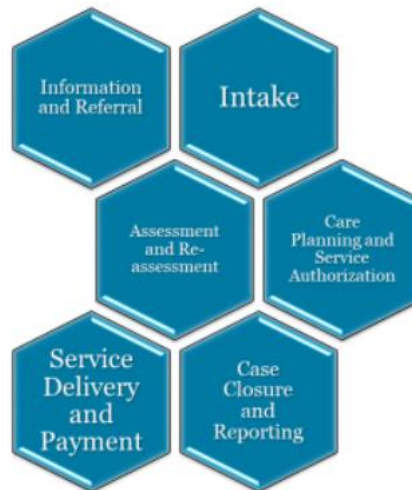 Information
and Referral
Intake
Assessment
and Re-
assessment
Care
Planning and
Service
Authorization
Service
Delivery
and
Payment
Case
Closure
and
Reporting